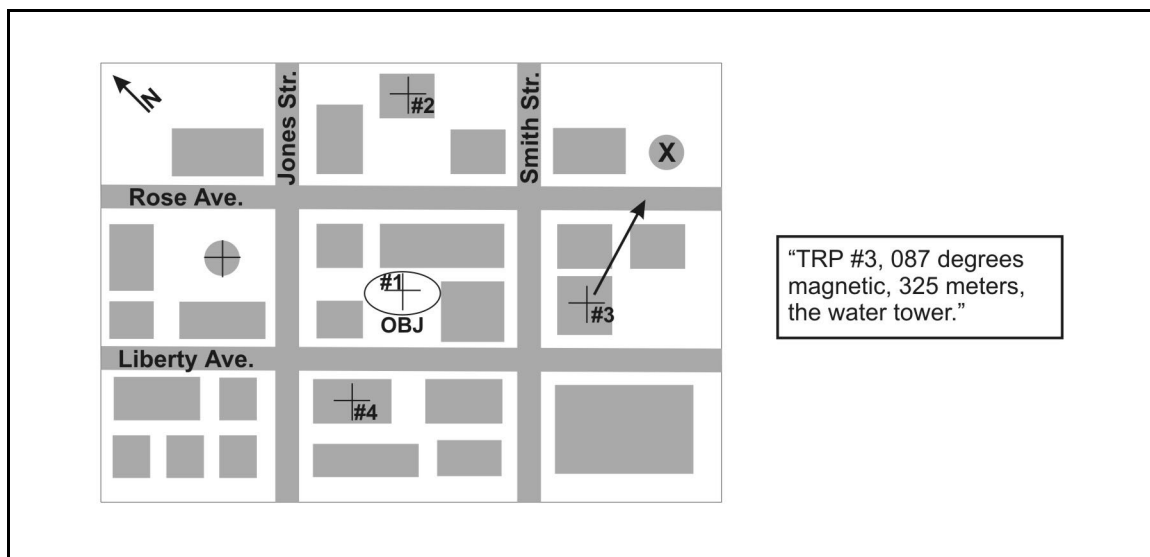 N
Jones Str.
Smith Str.
#2
X
Rose Ave.
#1
OBJ
#3
Liberty Ave.
#4
“TRP #3, 087 degrees
magnetic, 325 meters,
the water tower.”